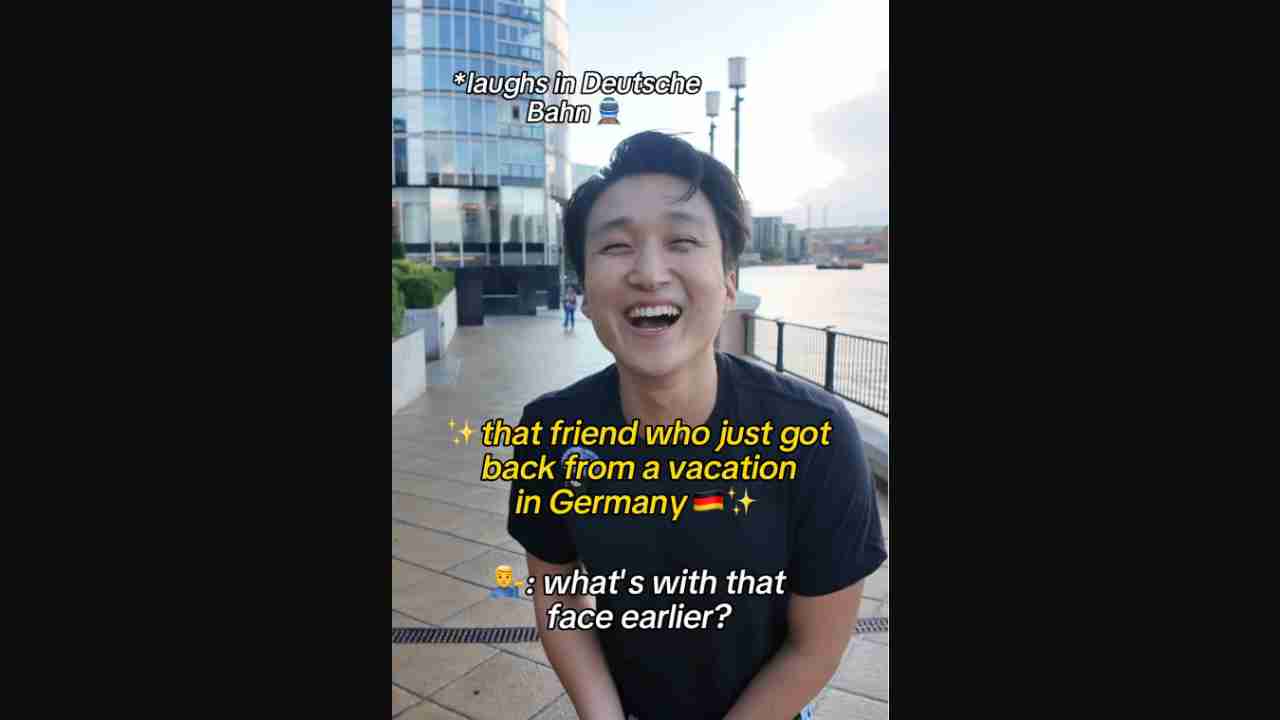 *laughs in Deutsche
Bahn 🚆
✨that friend who just got
back from a vacation
in Germany 🇩🇪✨
💁‍♂️: what's with that
face earlier?